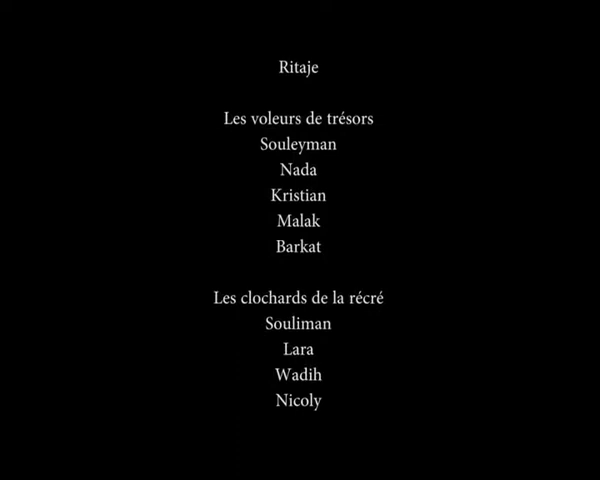 Ritaje
Les voleurs de trésors
Souleyman
Nada
Kristian
Malak
Barkat
Les clochards de la récré
Souliman
Lara
Wadih
Nicoly